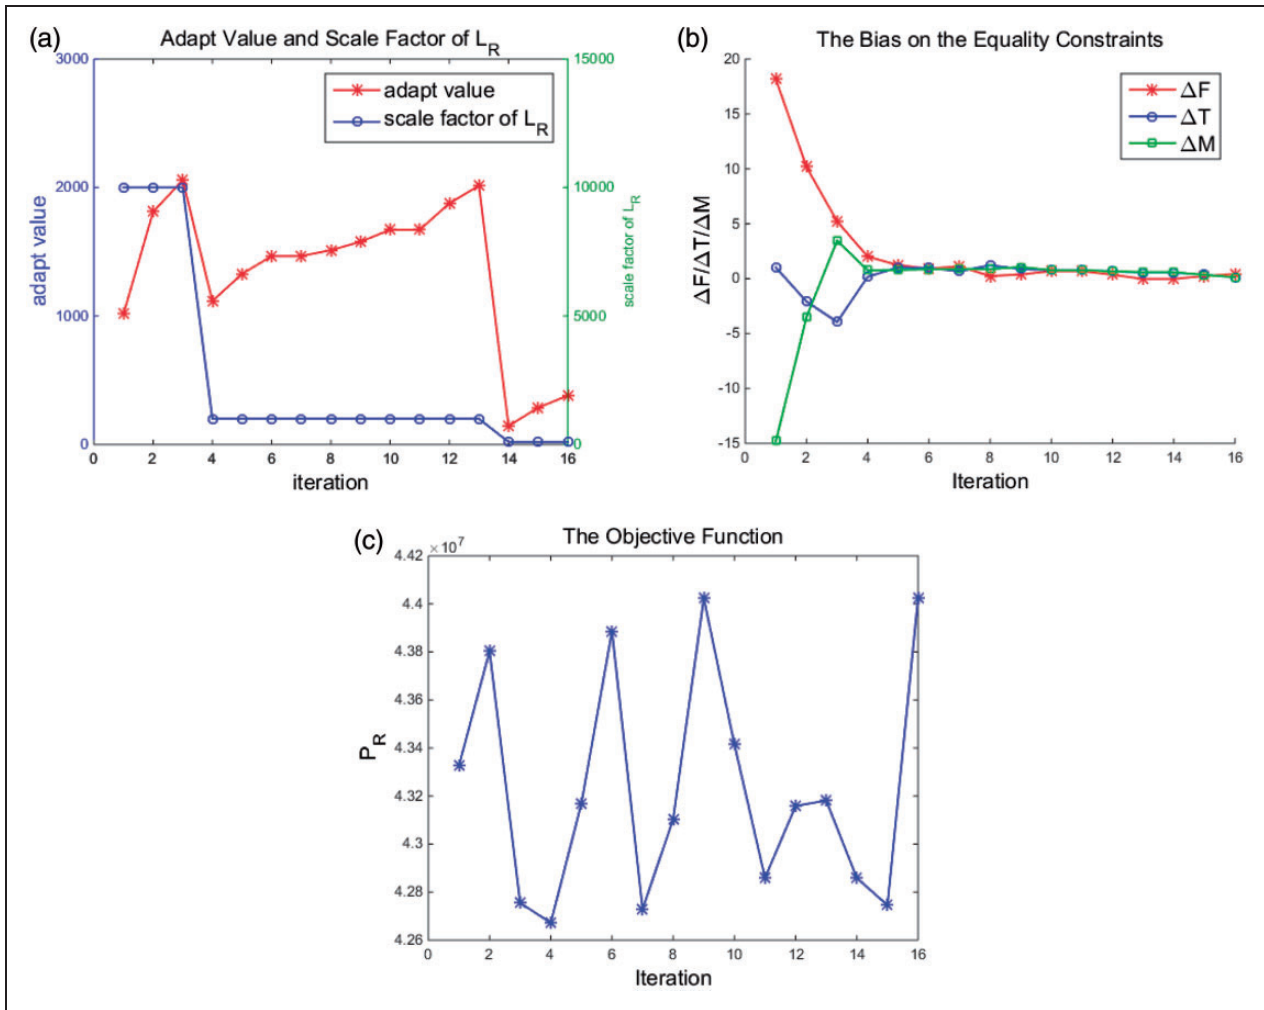 (a)
Adapt Value and Scale Factor of L_R
3000
2000
1000
0
adapt value
adapt value
scale factor of L_R
15000
10000
5000
0
scale factor of L_R
0 2 4 6 8 10 12 14 16
iteration
(b)
The Bias on the Equality Constraints
20
15
10
5
0
-5
-10
-15
ΔF/ΔT/ΔM
ΔF
ΔT
ΔM
0 2 4 6 8 10 12 14 16
Iteration
(c)
The Objective Function
×10^7
4.42
4.4
4.38
4.36
4.34
4.32
4.3
4.28
4.26
P_R
0 2 4 6 8 10 12 14 16
Iteration